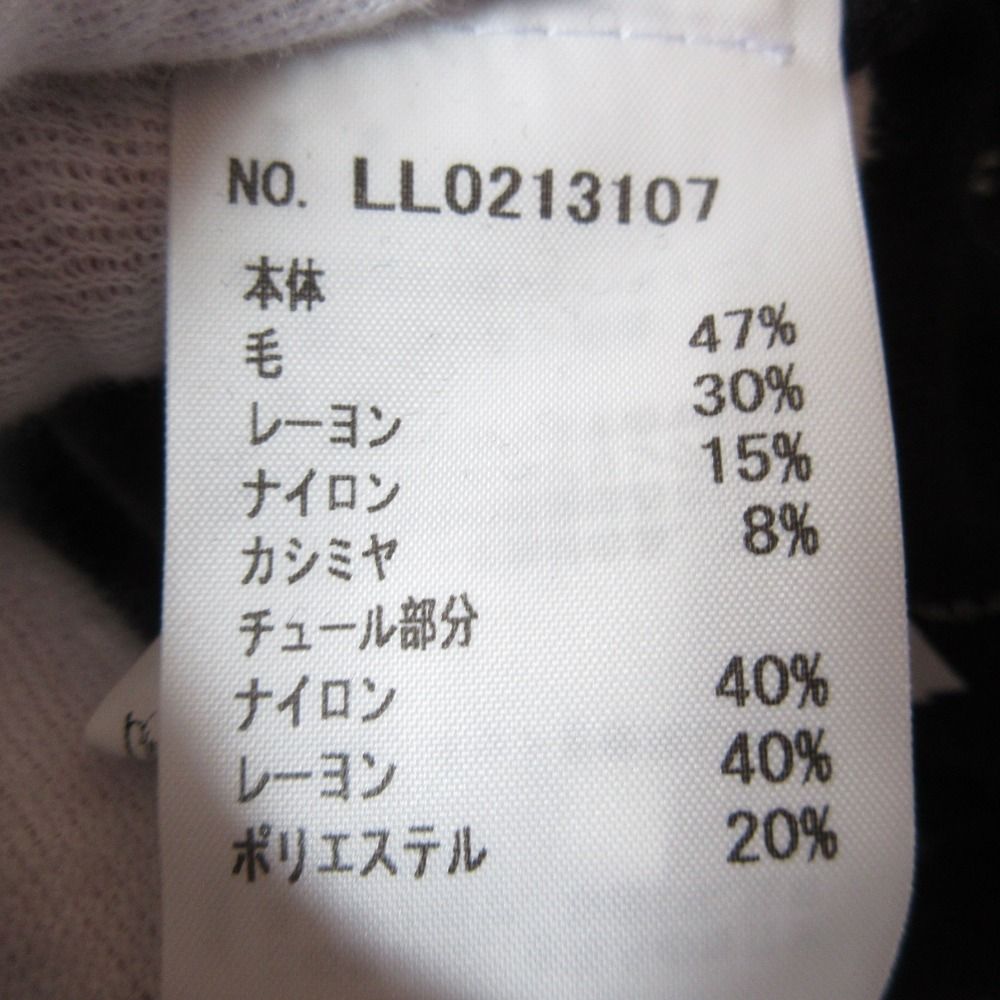 NO. LL0213107
本体
毛 47%
レーヨン 30%
ナイロン 15%
カシミヤ 8%
チュール部分
ナイロン 40%
レーヨン 40%
ポリエステル 20%